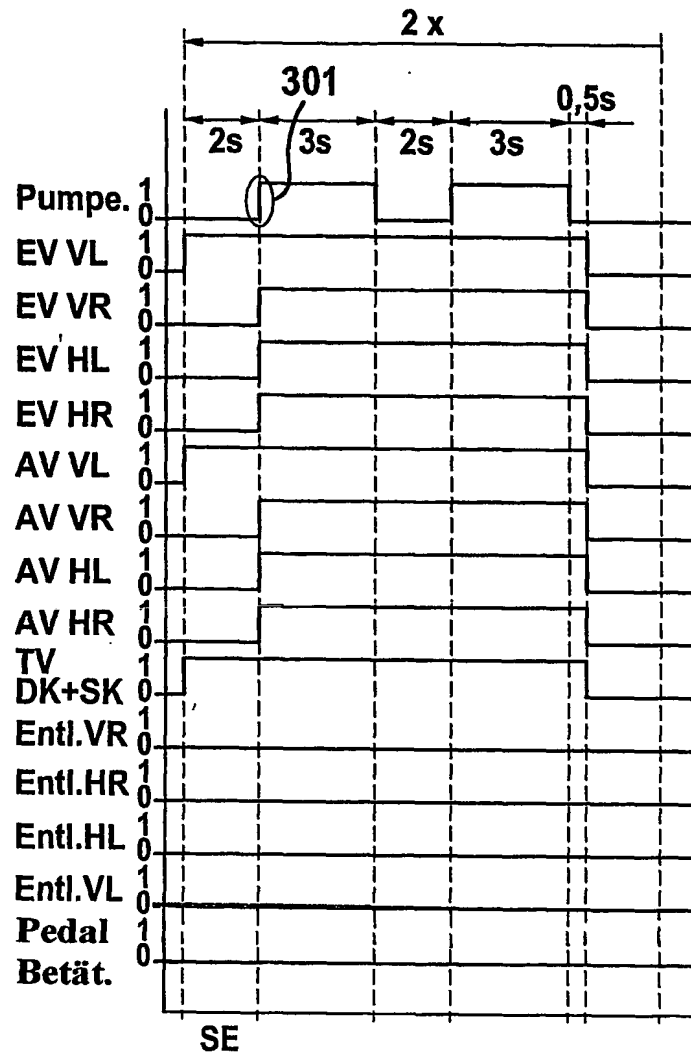 2 x
301
0,5s
2s 3s 2s 3s
Pumpe. 1 0
EV VL 1 0
EV VR 1 0
EV HL 1 0
EV HR 1 0
AV VL 1 0
AV VR 1 0
AV HL 1 0
AV HR 1 0
TV
DK+SK 1 0
Entl.VR 1 0
Entl.HR 1 0
Entl.HL 1 0
Entl.VL 1 0
Pedal 1
Betät. 0
SE